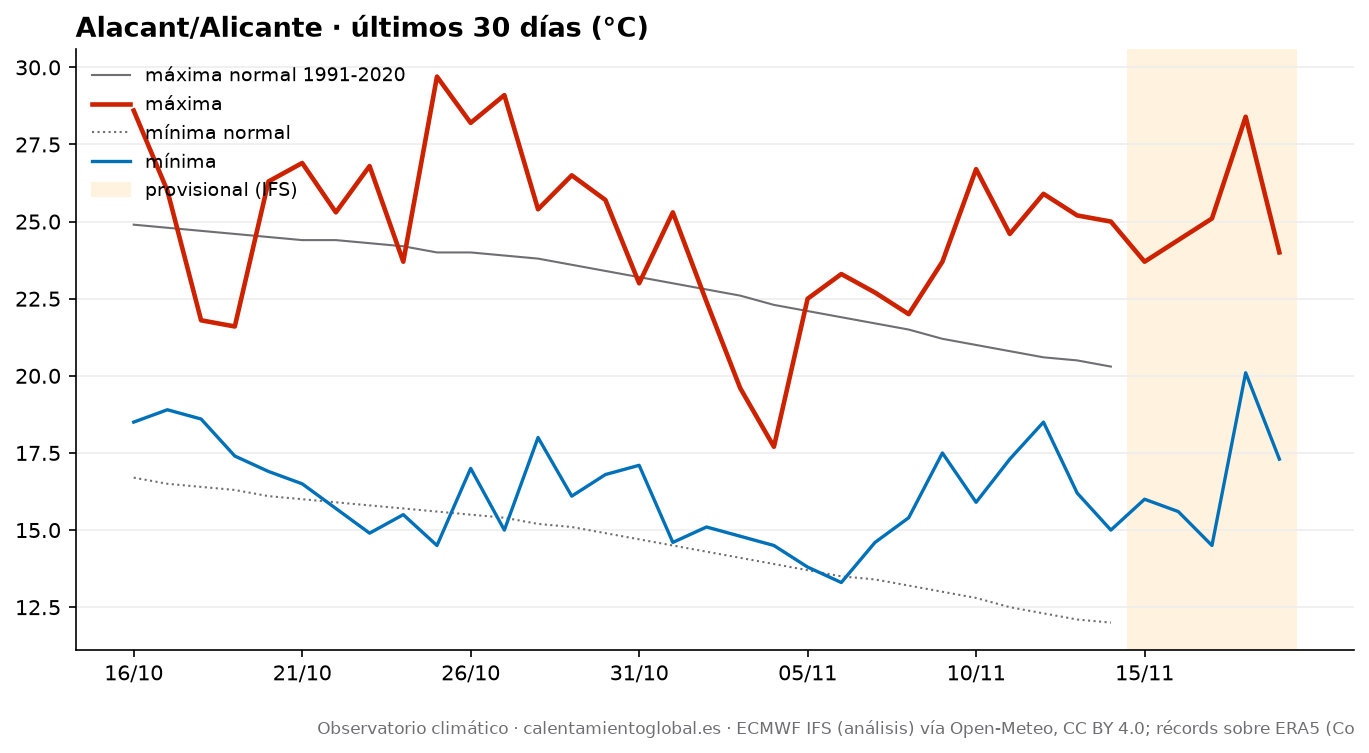 Alacant/Alicante · últimos 30 días (°C)
30.0
27.5
25.0
22.5
20.0
17.5
15.0
12.5
máxima normal 1991-2020
máxima
mínima normal
mínima
provisional (IFS)
16/10 21/10 26/10 31/10 05/11 10/11 15/11
Observatorio climático · calentamientoglobal.es · ECMWF IFS (análisis) vía Open-Meteo, CC BY 4.0; récords sobre ERA5 (Co